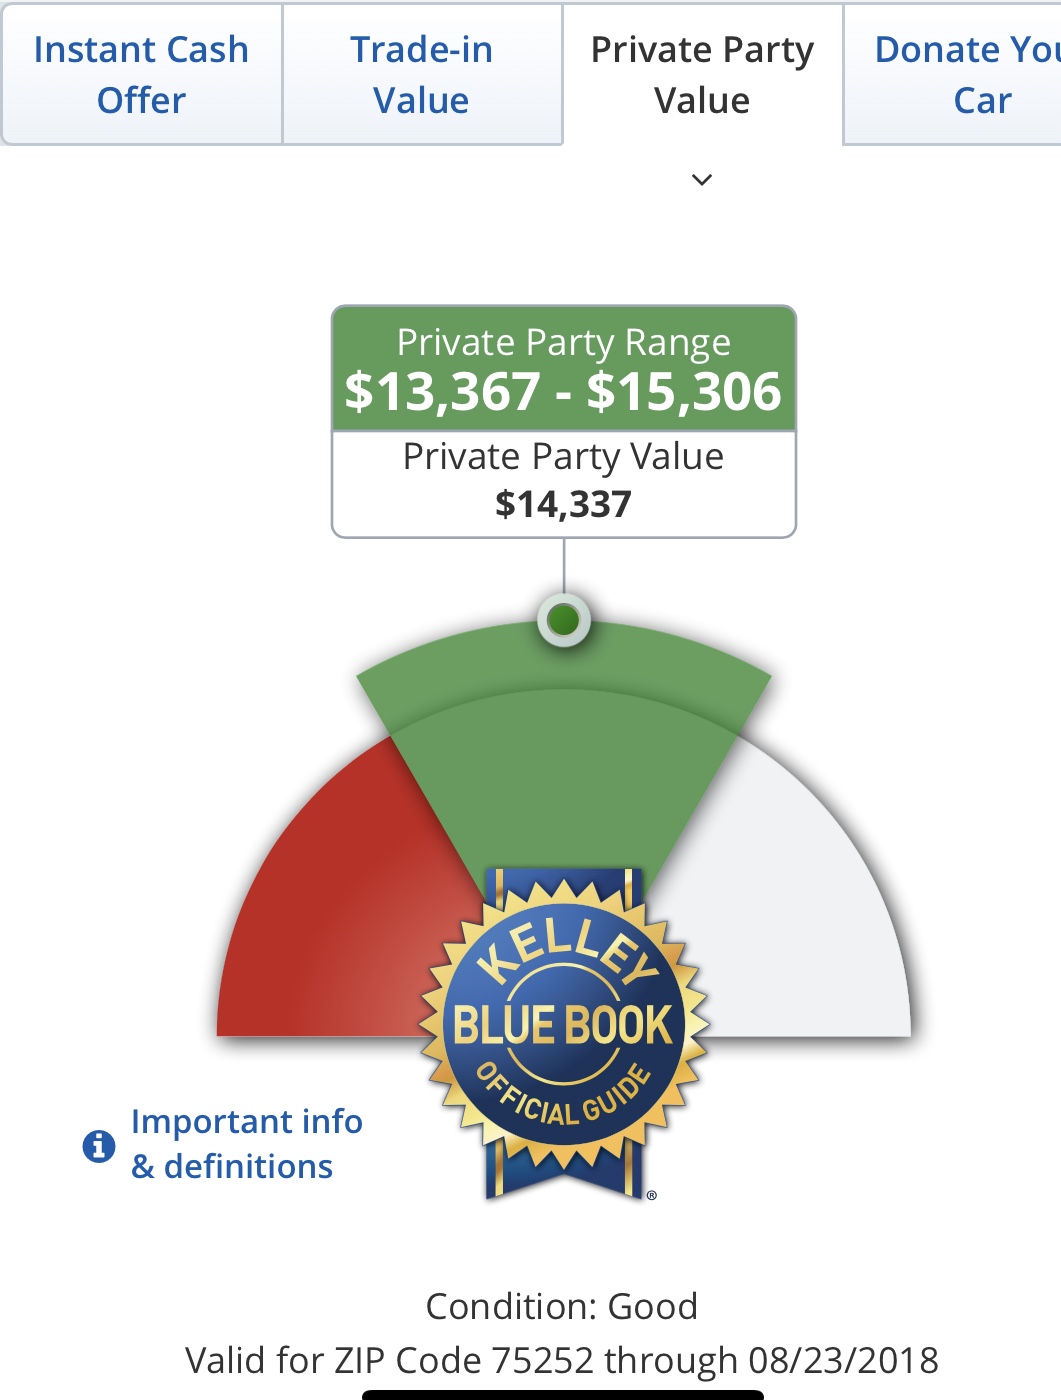 Instant Cash
Offer
Trade-in
Value
Private Party
Value
Donate You
Car
Private Party Range
$13,367 - $15,306
Private Party Value
$14,337
KELLEY
BLUE BOOK
OFFICIAL GUIDE
®
Important info
& definitions
Condition: Good
Valid for ZIP Code 75252 through 08/23/2018